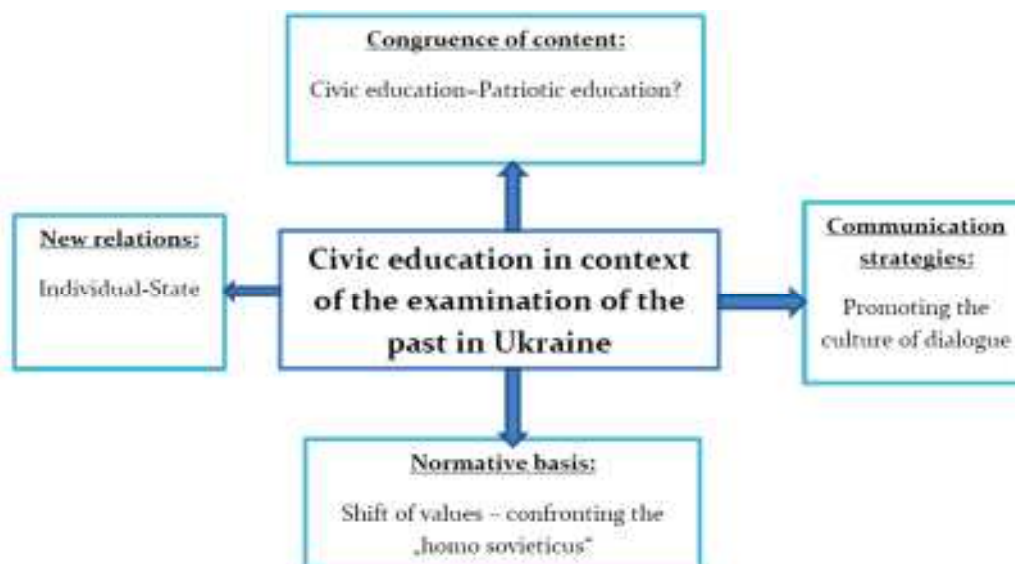 Congruence of content:
Civic education–Patriotic education?
New relations:
Individual-State
Civic education in context
of the examination of the
past in Ukraine
Communication
strategies:
Promoting the
culture of dialogue
Normative basis:
Shift of values – confronting the
„homo sovieticus“